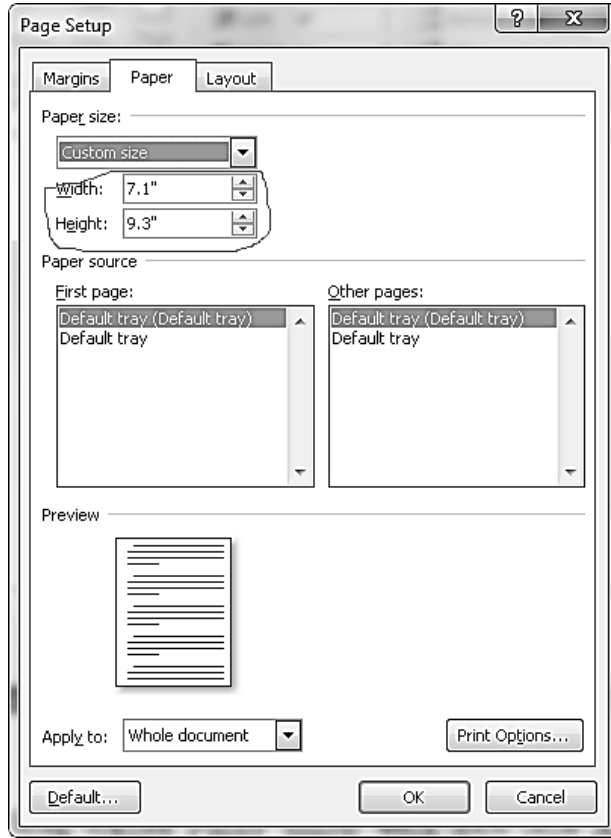 Page Setup
Margins Paper Layout
Paper size:
Custom size
Width: 7.1"
Height: 9.3"
Paper source
First page: Other pages:
Default tray (Default tray) Default tray (Default tray)
Default tray Default tray
Preview
Apply to: Whole document Print Options...
Default... OK Cancel